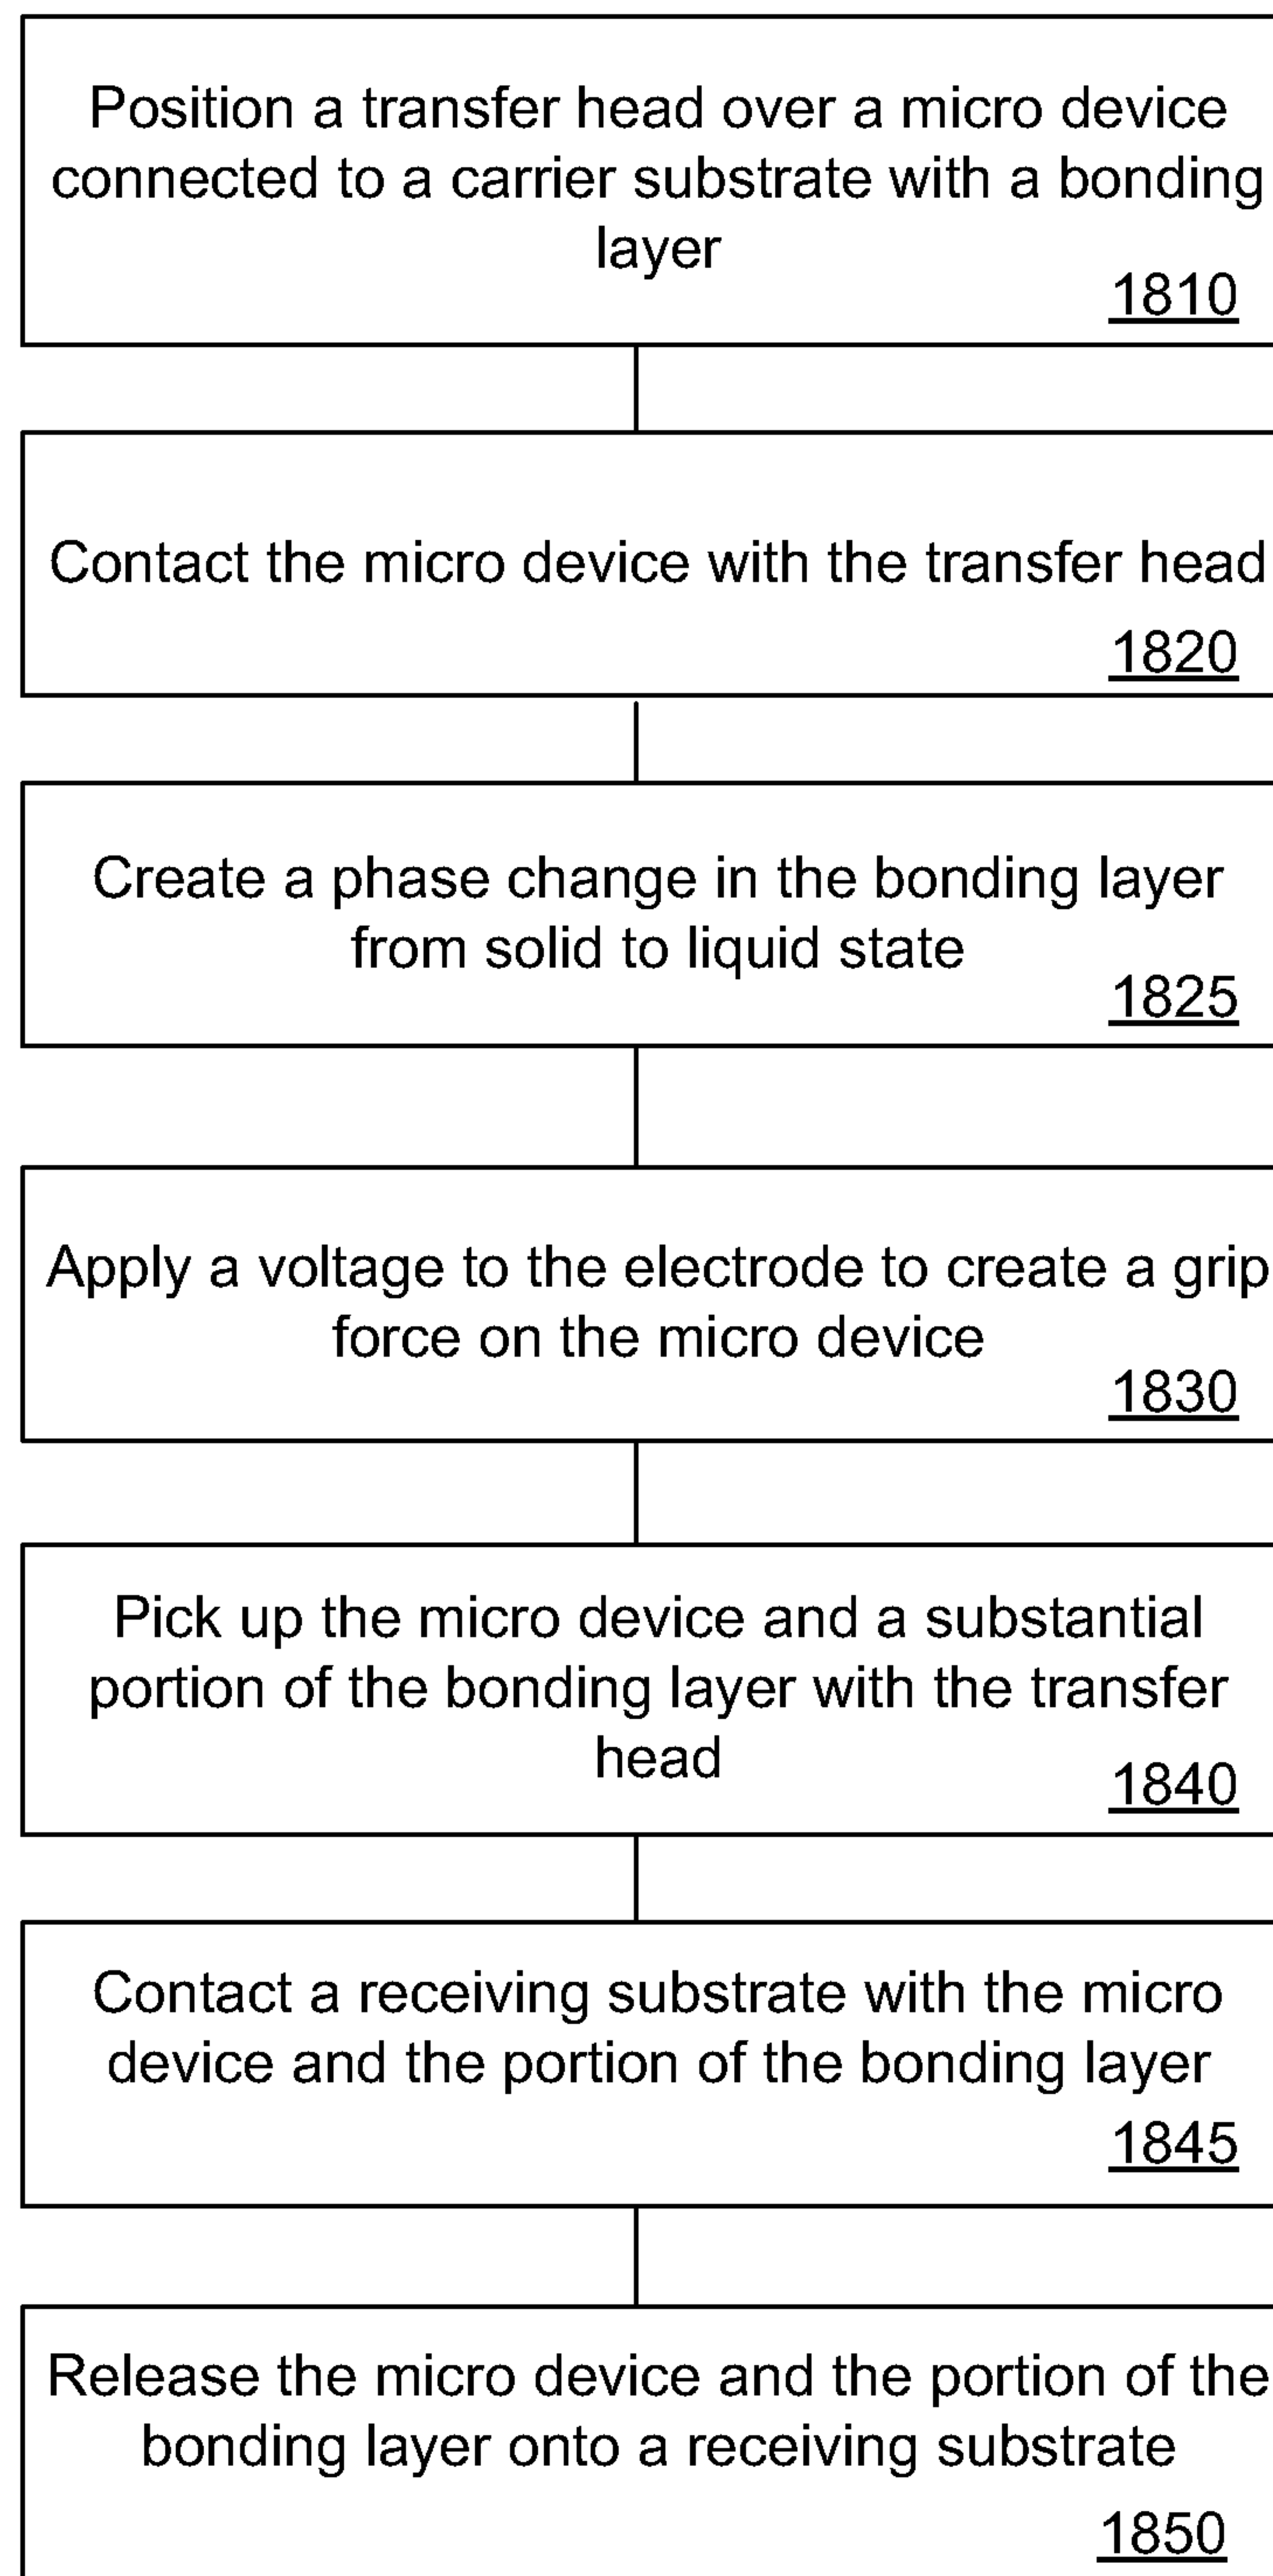 Position a transfer head over a micro device
connected to a carrier substrate with a bonding
layer
1810
Contact the micro device with the transfer head
1820
Create a phase change in the bonding layer
from solid to liquid state
1825
Apply a voltage to the electrode to create a grip
force on the micro device
1830
Pick up the micro device and a substantial
portion of the bonding layer with the transfer
head
1840
Contact a receiving substrate with the micro
device and the portion of the bonding layer
1845
Release the micro device and the portion of the
bonding layer onto a receiving substrate
1850